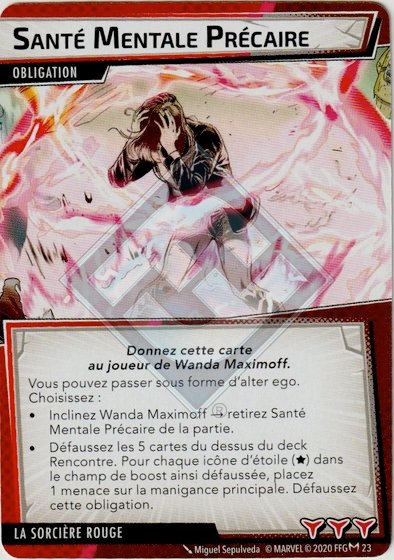 SANTÉ MENTALE PRÉCAIRE
OBLIGATION
Donnez cette carte
au joueur de Wanda Maximoff.
Vous pouvez passer sous forme d'alter ego.
Choisissez :
• Inclinez Wanda Maximoff → retirez Santé
Mentale Précaire de la partie.
• Défaussez les 5 cartes du dessus du deck
Rencontre. Pour chaque icône d'étoile (★) dans
le champ de boost ainsi défaussée, placez
1 menace sur la manigance principale. Défaussez
cette obligation.
LA SORCIÈRE ROUGE
Miguel Sepulveda © MARVEL © 2020 FFG 23